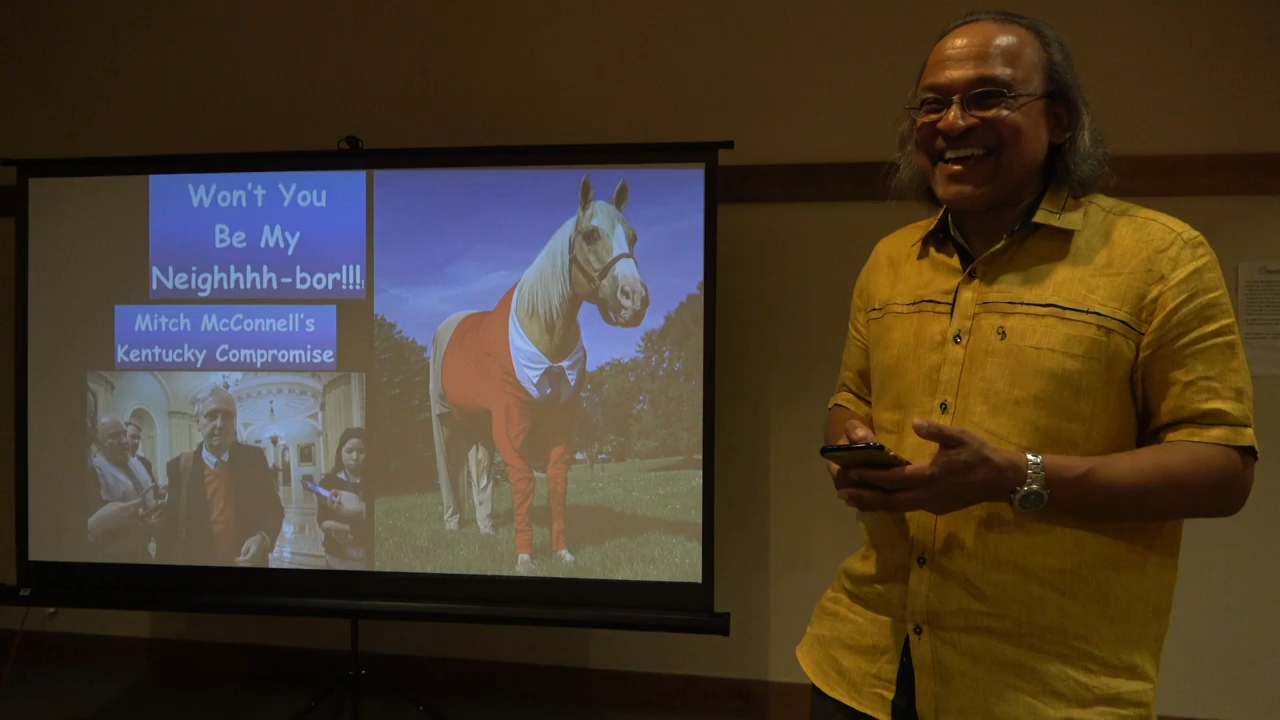 Won't You
Be My
Neighhhh-bor!!!
Mitch McConnell's
Kentucky Compromise